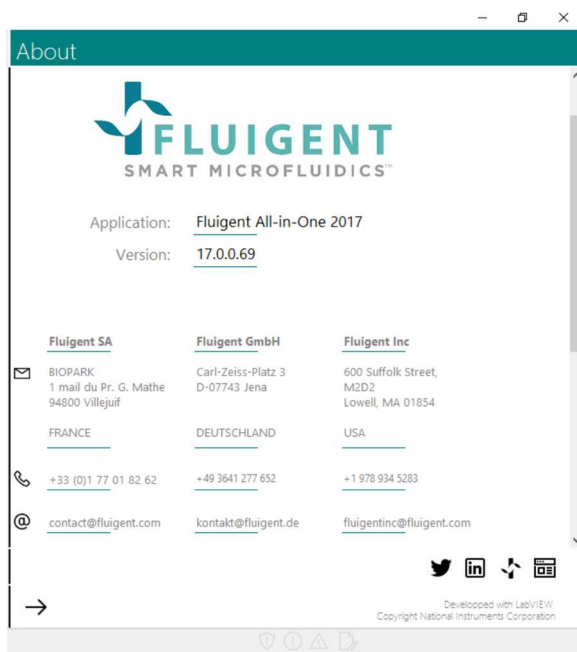 About
FLUIGENT
SMART MICROFLUIDICS™
Application: Fluigent All-in-One 2017
Version: 17.0.0.69
Fluigent SA Fluigent GmbH Fluigent Inc
BIOPARK Carl-Zeiss-Platz 3 600 Suffolk Street,
1 mail du Pr. G. Mathe D-07743 Jena M2D2
94800 Villejuif Lowell, MA 01854
FRANCE DEUTSCHLAND USA
+33 (0)1 77 01 82 62 +49 3641 277 652 +1 978 934 5283
@ contact@fluigent.com kontakt@fluigent.de fluigentinc@fluigent.com
in
Developped with LabVIEW
Copyright National Instruments Corporation